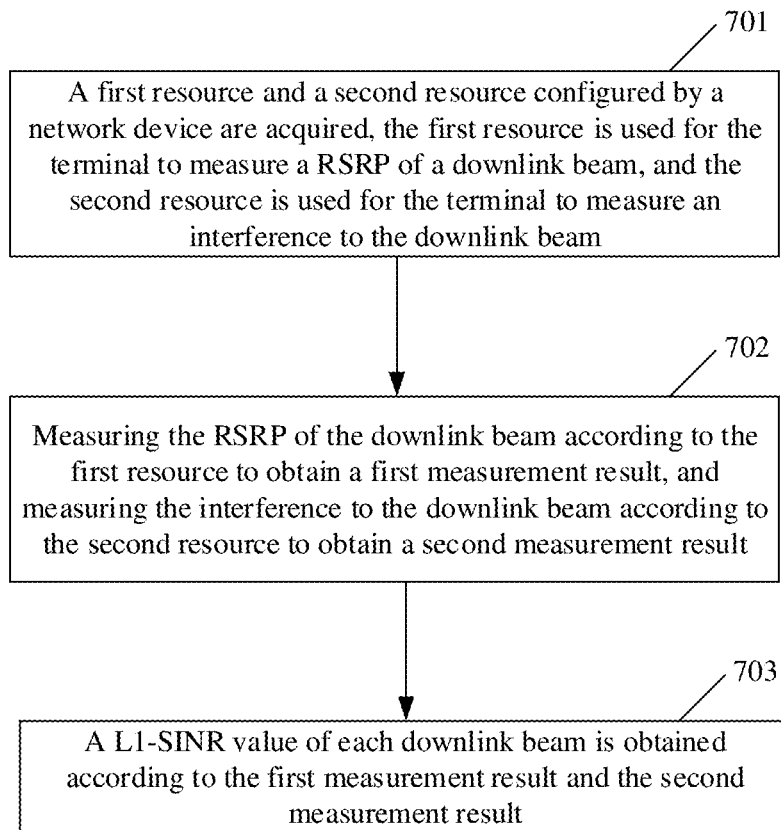 701
A first resource and a second resource configured by a
network device are acquired, the first resource is used for the
terminal to measure a RSRP of a downlink beam, and the
second resource is used for the terminal to measure an
interference to the downlink beam
702
Measuring the RSRP of the downlink beam according to the
first resource to obtain a first measurement result, and
measuring the interference to the downlink beam according to
the second resource to obtain a second measurement result
703
A L1-SINR value of each downlink beam is obtained
according to the first measurement result and the second
measurement result